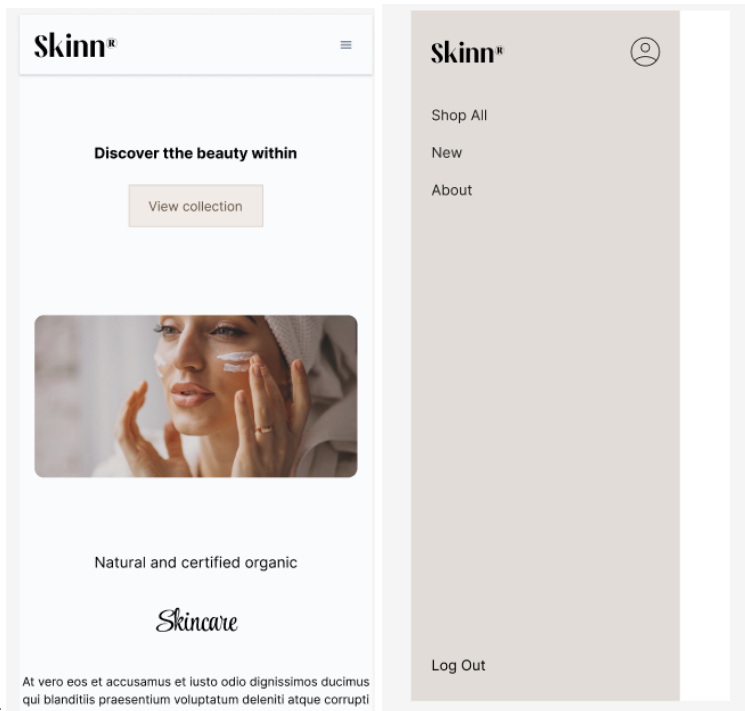 Skinn®
Discover tthe beauty within
View collection
Natural and certified organic
Skincare
At vero eos et accusamus et iusto odio dignissimos ducimus
qui blanditiis praesentium voluptatum deleniti atque corrupti
Skinn®
Shop All
New
About
Log Out